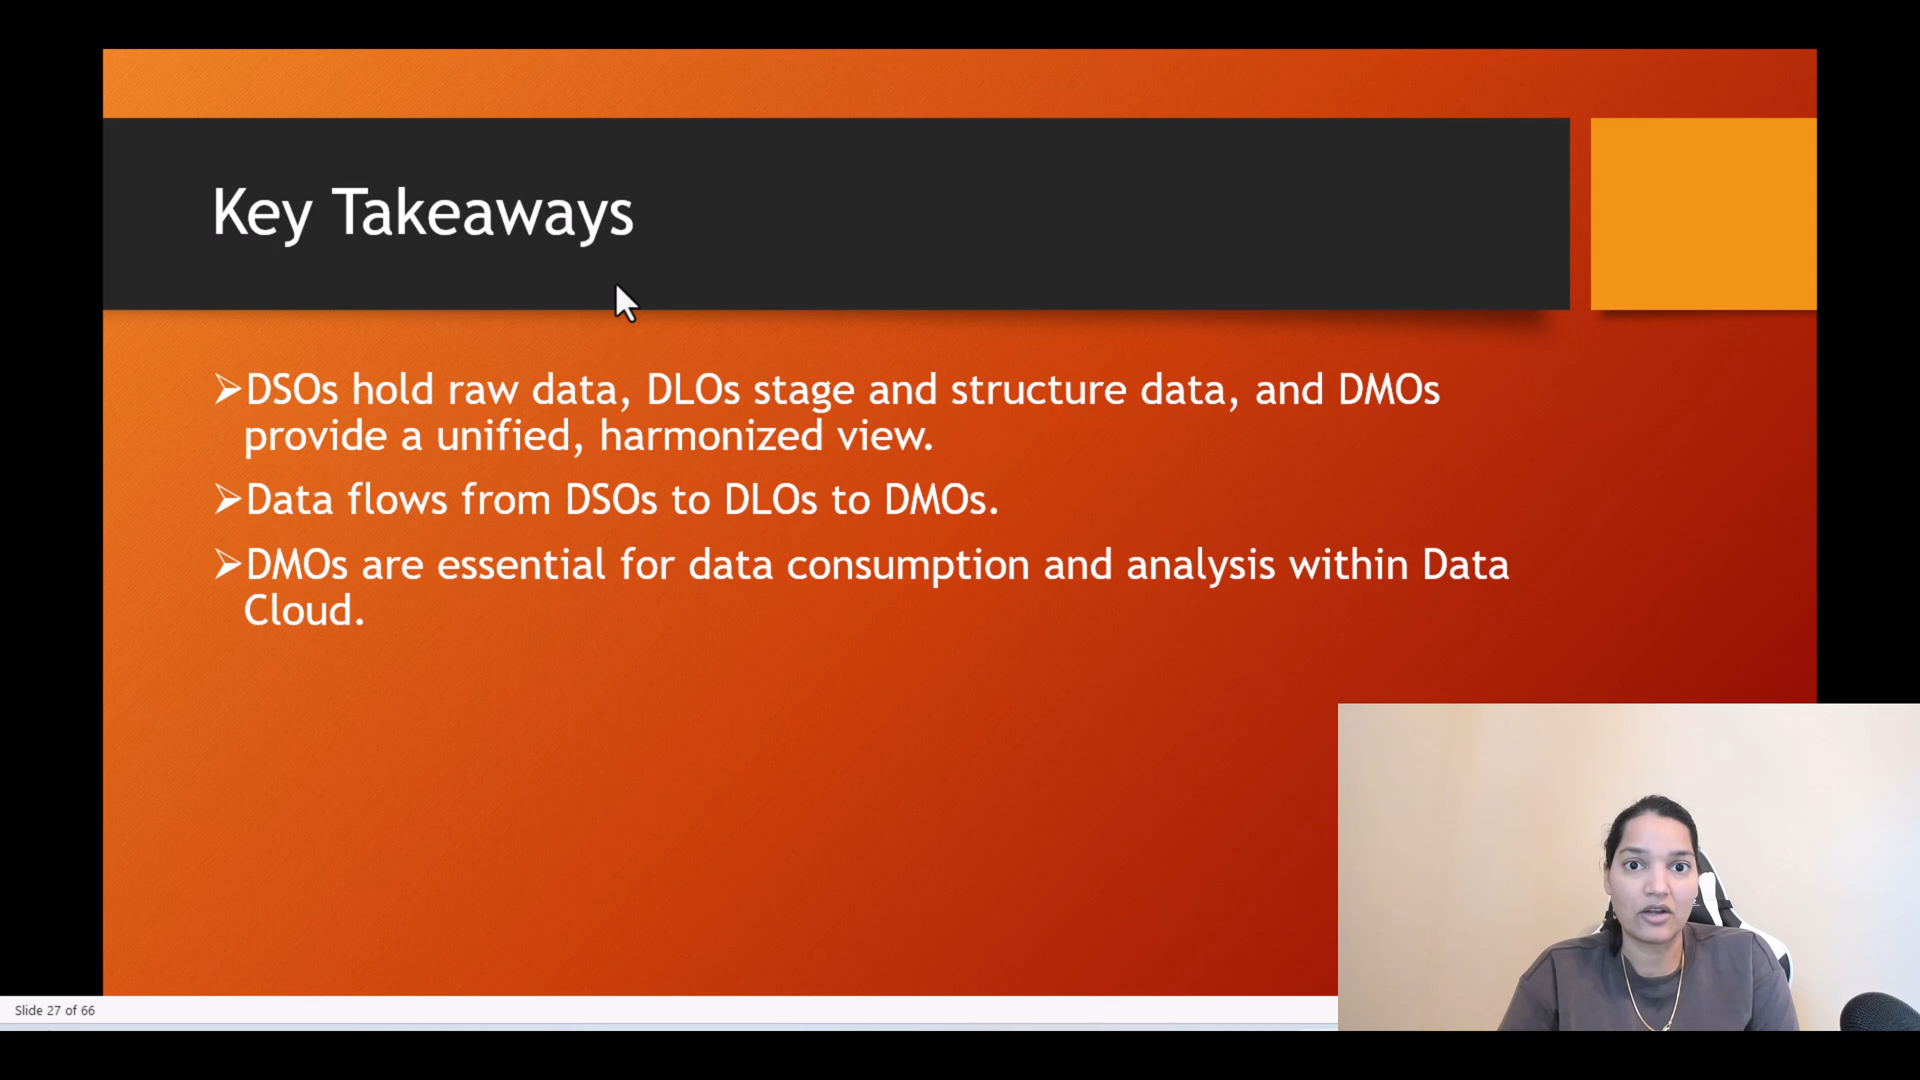 Key Takeaways
➢DSOs hold raw data, DLOs stage and structure data, and DMOs
provide a unified, harmonized view.
➢Data flows from DSOs to DLOs to DMOs.
➢DMOs are essential for data consumption and analysis within Data
Cloud.
Slide 27 of 66